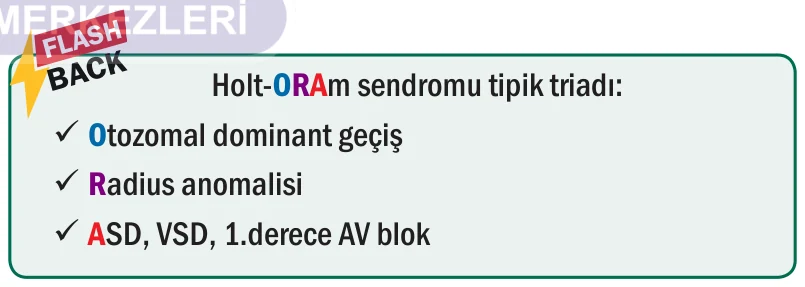 MERKEZLERİ
FLASH
BACK
Holt-ORAm sendromu tipik triadı:
✓ Otozomal dominant geçiş
✓ Radius anomalisi
✓ ASD, VSD, 1.derece AV blok